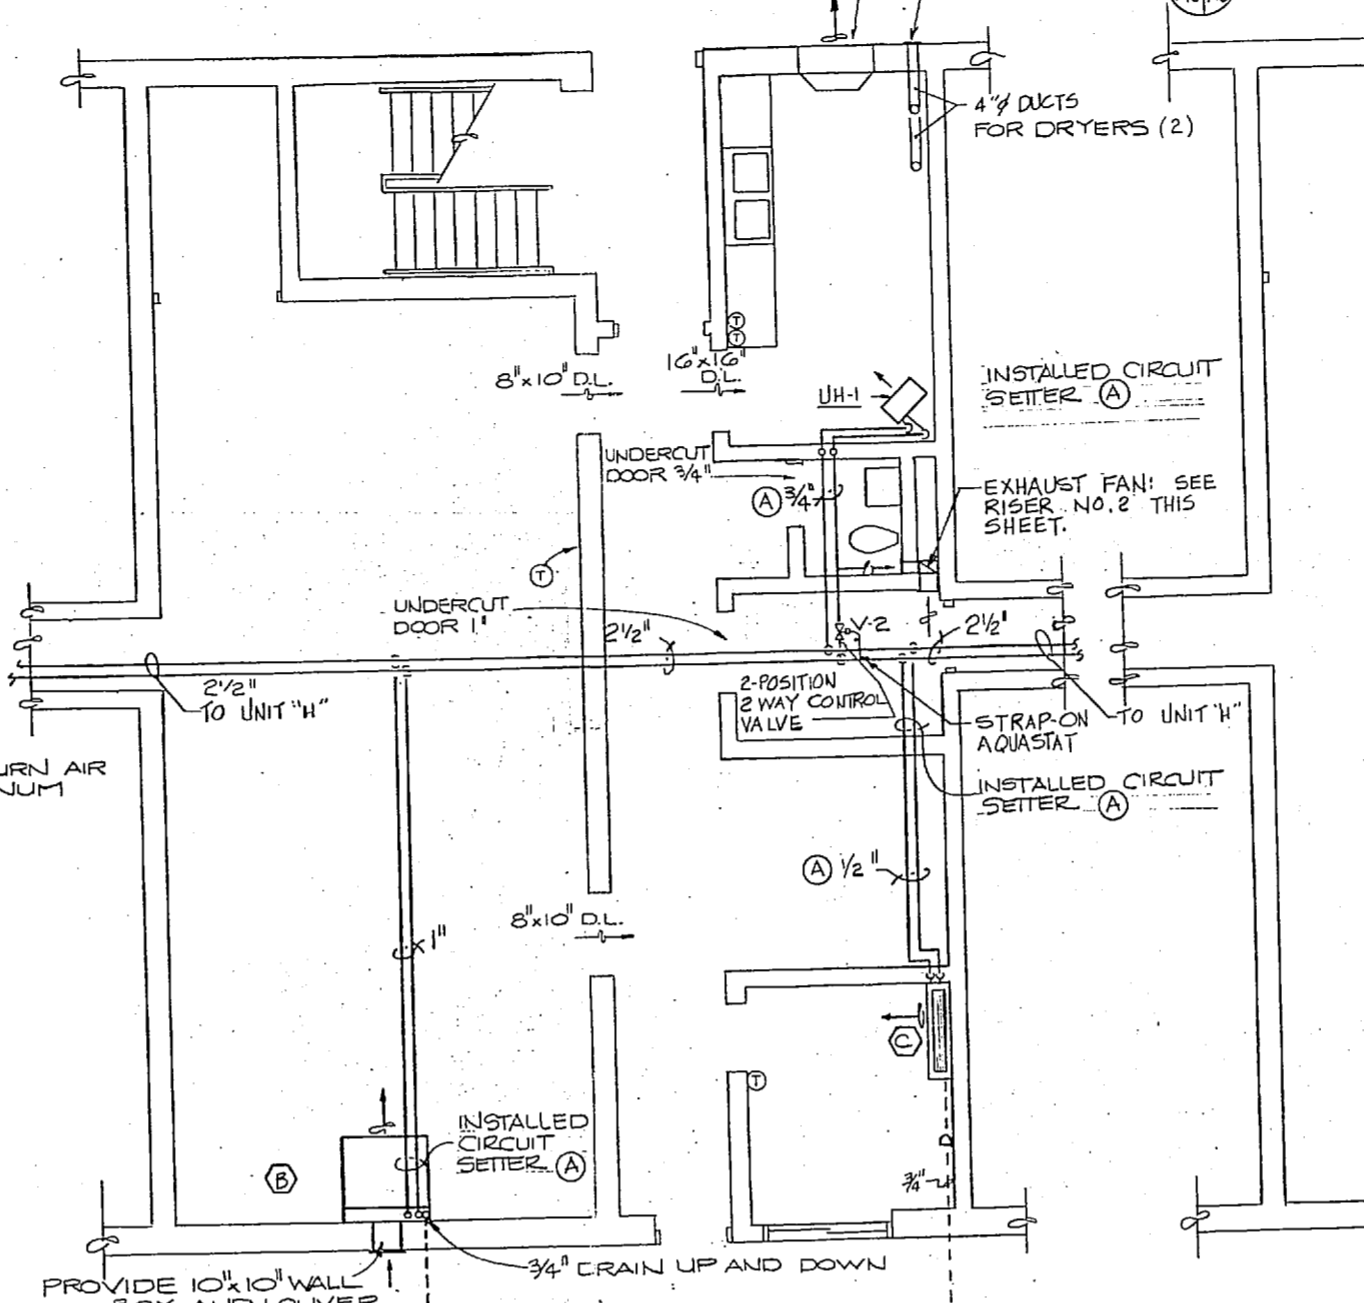 4"ø DUCTS
FOR DRYERS (2)
8"x10" D.L.
16"x16"
D.L.
UH-1
T
T
INSTALLED CIRCUIT
SETTER A
UNDERCUT
DOOR 3/4"
A 3/4"
EXHAUST FAN: SEE
RISER NO. 2 THIS
SHEET.
T
UNDERCUT
DOOR 1"
2 1/2"
V-2
2 1/2"
2 1/2"
TO UNIT "H"
2-POSITION
2 WAY CONTROL
VALVE
STRAP-ON
AQUASTAT
TO UNIT "H"
URN AIR
NUM
INSTALLED CIRCUIT
SETTER A
A 1/2"
8"x10" D.L.
1"
C
T
INSTALLED
CIRCUIT
SETTER A
B
D
3/4"
3/4" DRAIN UP AND DOWN
PROVIDE 10"x10" WALL